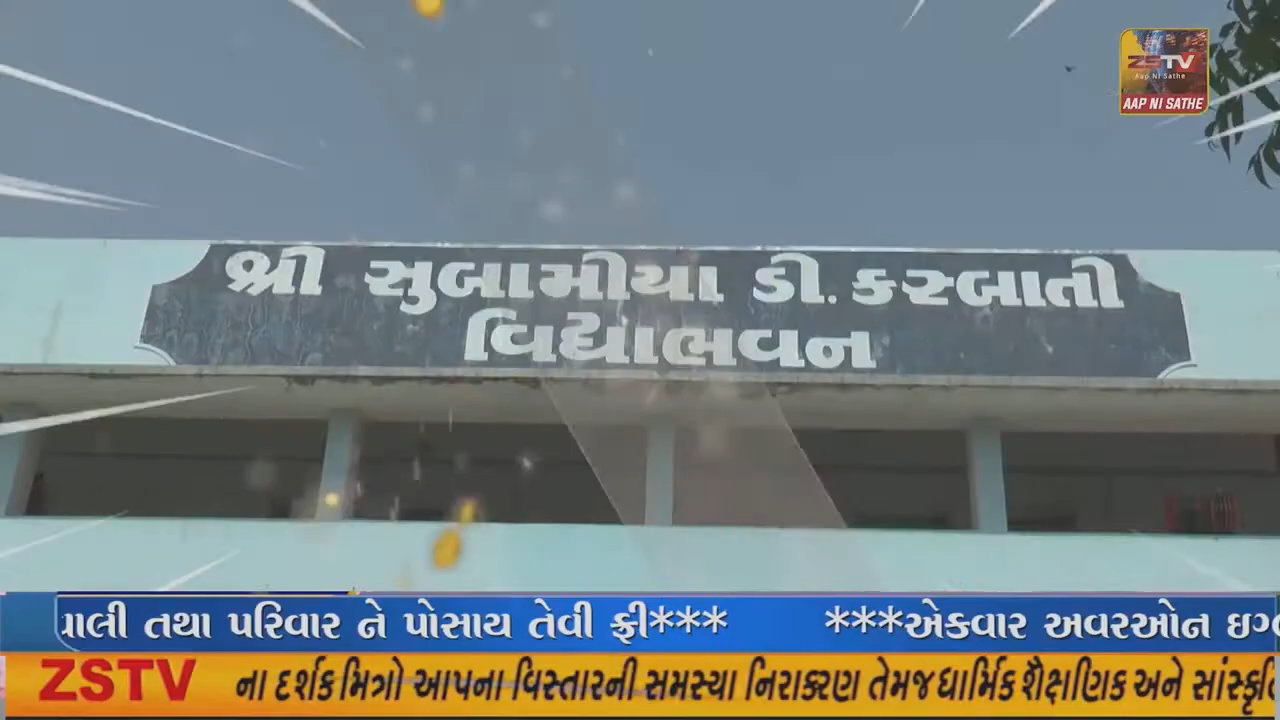 ZSTV
Aap Ni Sathe
AAP NI SATHE
શ્રી સુબામીયા ડી. કરબાતી
વિદ્યાભવન
તથા પરિવાર ને પોસાય તેવી ફ્રી*** ***એકવાર અવરઓન
ZSTV ના દર્શક મિત્રો આપના વિસ્તારની સમસ્યા નિરાકરણ તેમજ ધાર્મિક શૈક્ષણિક અને